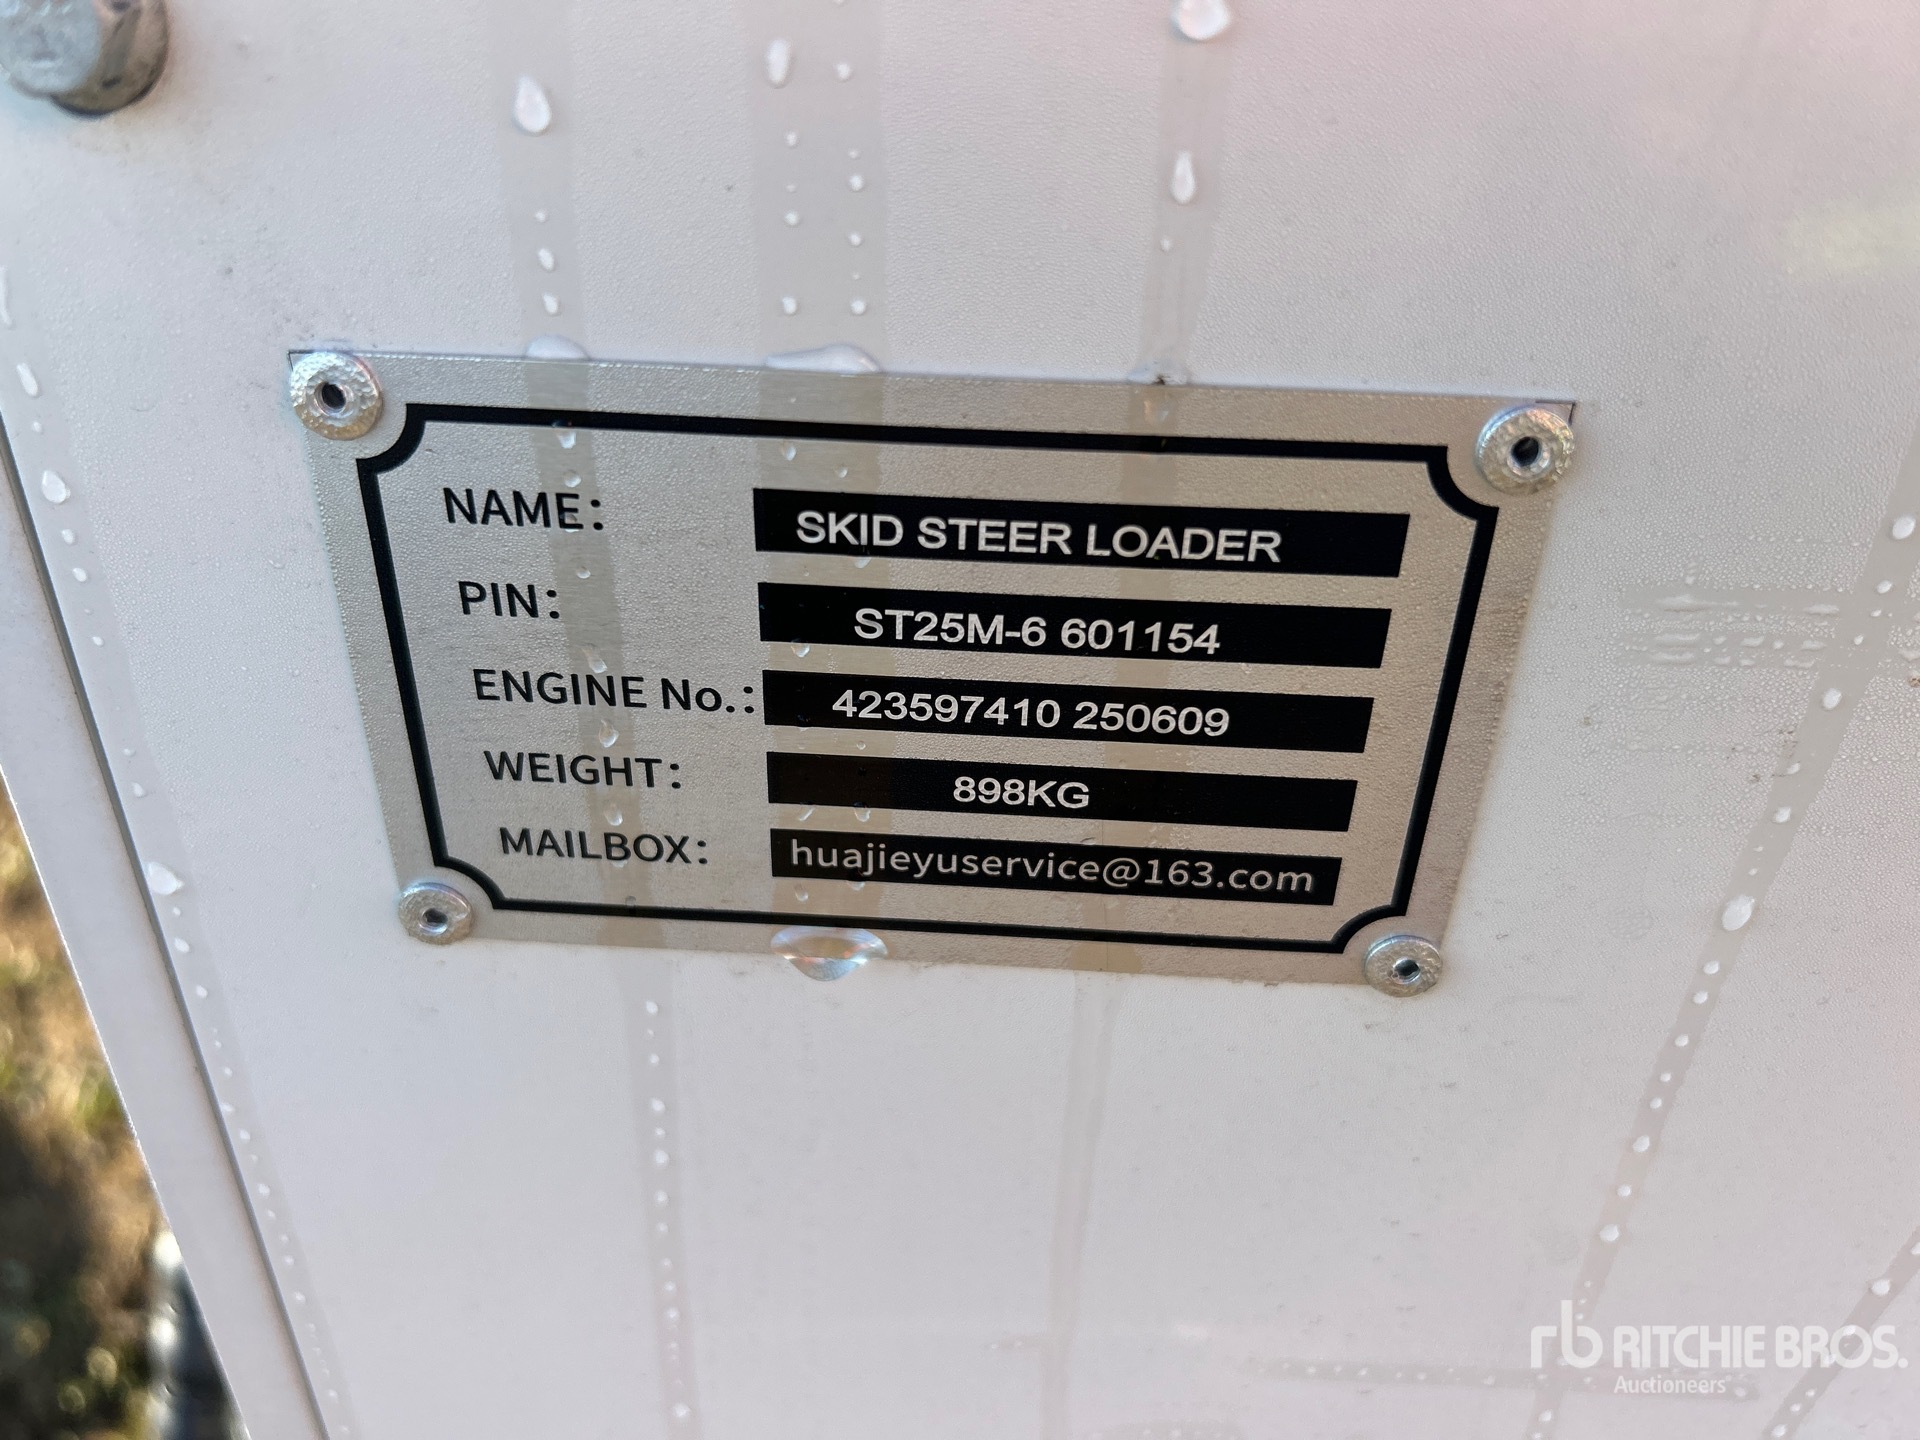 NAME: SKID STEER LOADER
PIN: ST25M-6 601154
ENGINE No.: 423597410 250609
WEIGHT: 898KG
MAILBOX: huajieyuservice@163.com
rb RITCHIE BROS.
Auctioneers